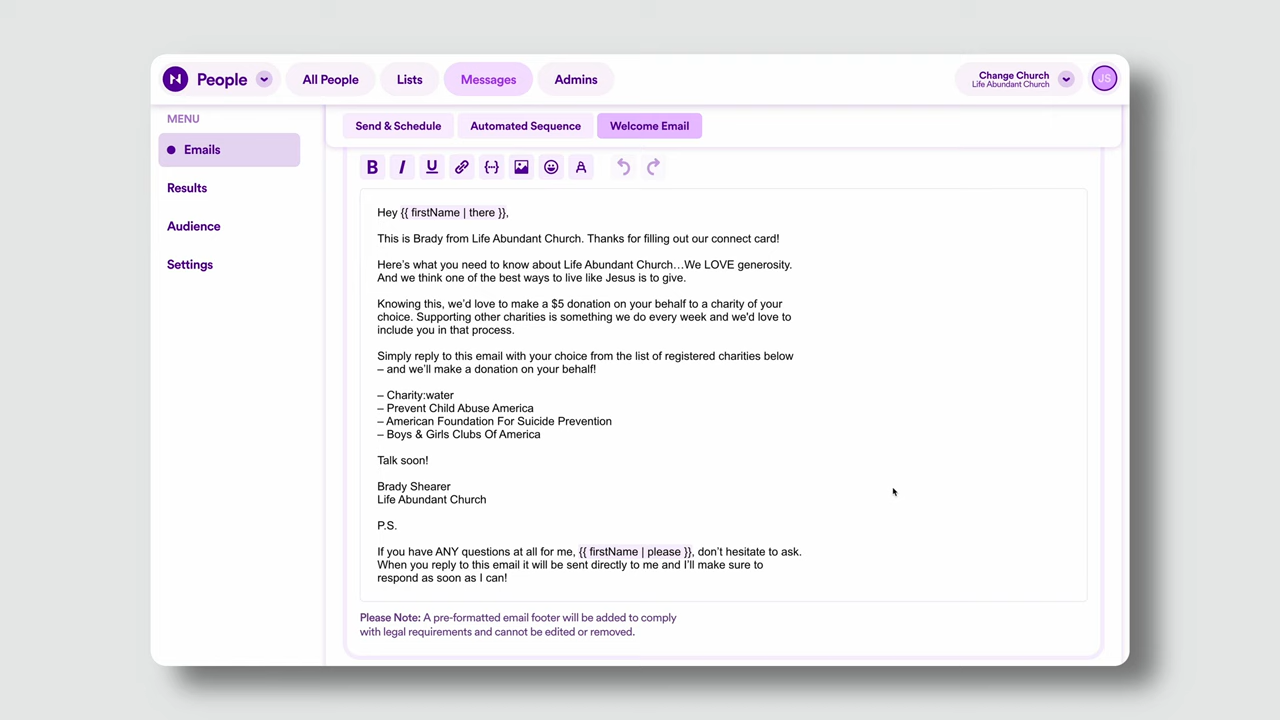 People
All People
Lists
Messages
Admins
Change Church
Life Abundant Church
JS
MENU
Emails
Results
Audience
Settings
Send & Schedule
Automated Sequence
Welcome Email
B I U {··} A
Hey {{ firstName | there }},
This is Brady from Life Abundant Church. Thanks for filling out our connect card!
Here’s what you need to know about Life Abundant Church…We LOVE generosity.
And we think one of the best ways to live like Jesus is to give.
Knowing this, we’d love to make a $5 donation on your behalf to a charity of your
choice. Supporting other charities is something we do every week and we'd love to
include you in that process.
Simply reply to this email with your choice from the list of registered charities below
– and we’ll make a donation on your behalf!
– Charity:water
– Prevent Child Abuse America
– American Foundation For Suicide Prevention
– Boys & Girls Clubs Of America
Talk soon!
Brady Shearer
Life Abundant Church
P.S.
If you have ANY questions at all for me, {{ firstName | please }}, don’t hesitate to ask.
When you reply to this email it will be sent directly to me and I’ll make sure to
respond as soon as I can!
Please Note: A pre-formatted email footer will be added to comply
with legal requirements and cannot be edited or removed.